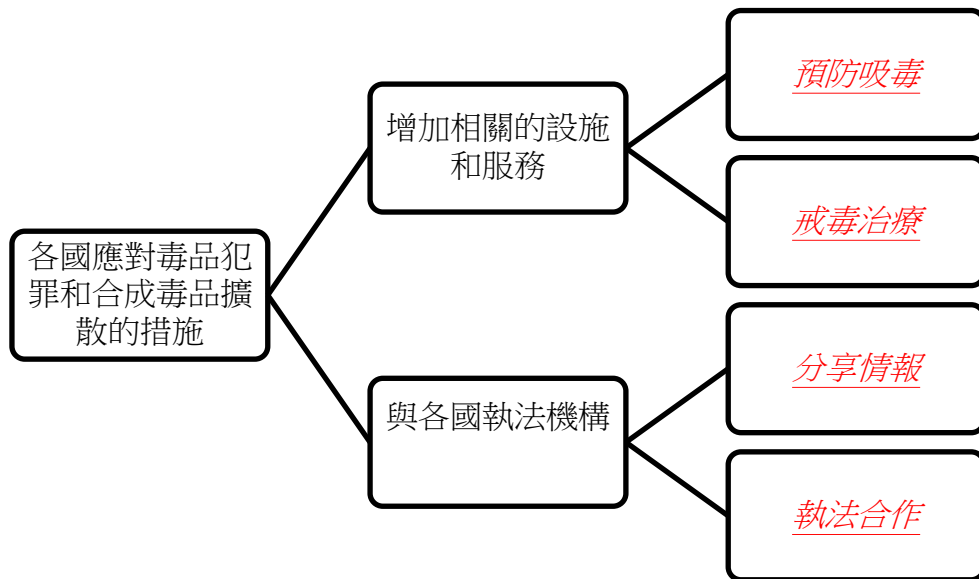 各國應對毒品犯
罪和合成毒品擴
散的措施
增加相關的設施
和服務
預防吸毒
戒毒治療
與各國執法機構
分享情報
執法合作